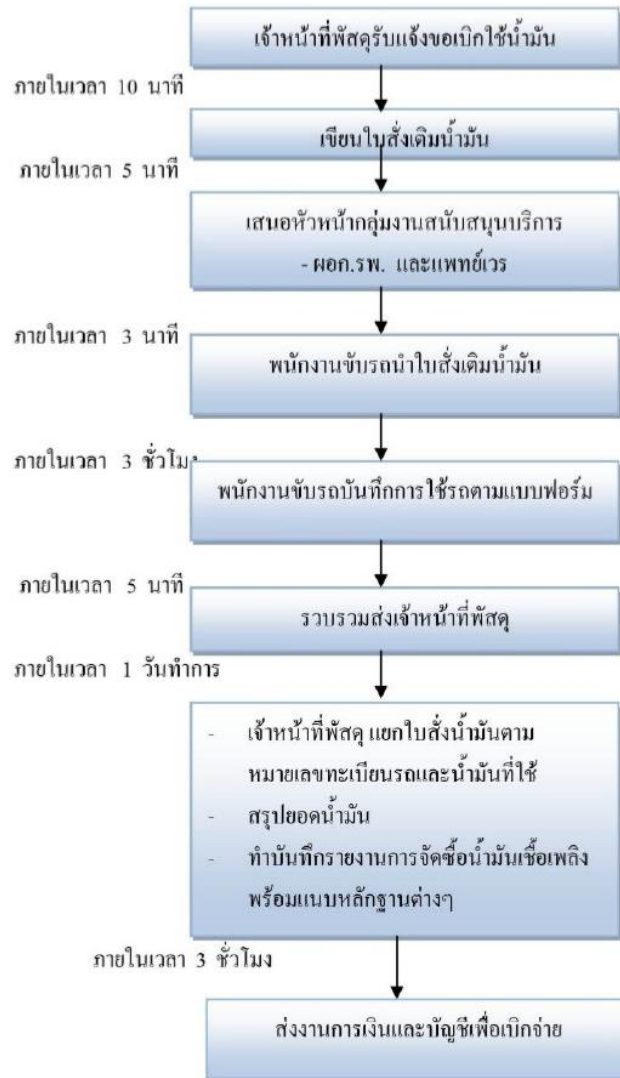 เจ้าหน้าที่พัสดุรับแจ้งขอเบิกใช้น้ำมัน
ภายในเวลา 10 นาที
เขียนใบสั่งเติมน้ำมัน
ภายในเวลา 5 นาที
เสนอหัวหน้ากลุ่มงานสนับสนุนบริการ
- ผอก.รพ. และแพทย์เวร
ภายในเวลา 3 นาที
พนักงานขับรถนำใบสั่งเติมน้ำมัน
ภายในเวลา 3 ชั่วโมง
พนักงานขับรถบันทึกการใช้รถตามแบบฟอร์ม
ภายในเวลา 5 นาที
รวบรวมส่งเจ้าหน้าที่พัสดุ
ภายในเวลา 1 วันทำการ
- เจ้าหน้าที่พัสดุ แยกใบสั่งน้ำมันตาม
หมายเลขทะเบียนรถและน้ำมันที่ใช้
- สรุปยอดน้ำมัน
- ทำบันทึกรายงานการจัดซื้อน้ำมันเชื้อเพลิง
พร้อมแนบหลักฐานต่างๆ
ภายในเวลา 3 ชั่วโมง
ส่งงานการเงินและบัญชีเพื่อเบิกจ่าย